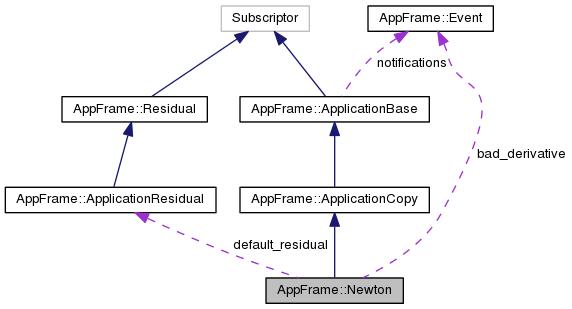 Subscriptor
AppFrame::Event
notifications
AppFrame::Residual
AppFrame::ApplicationBase
bad_derivative
AppFrame::ApplicationResidual
AppFrame::ApplicationCopy
default_residual
AppFrame::Newton